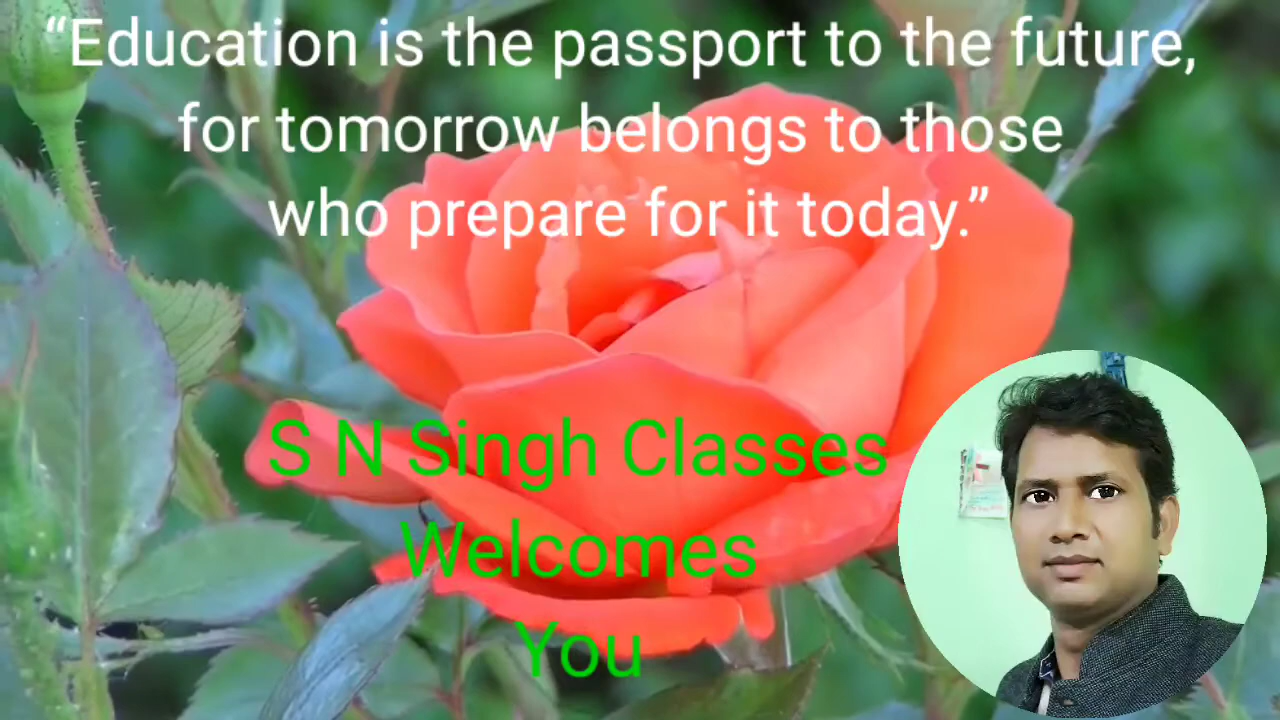 “Education is the passport to the future,
for tomorrow belongs to those
who prepare for it today.”
S N Singh Classes
Welcomes
You